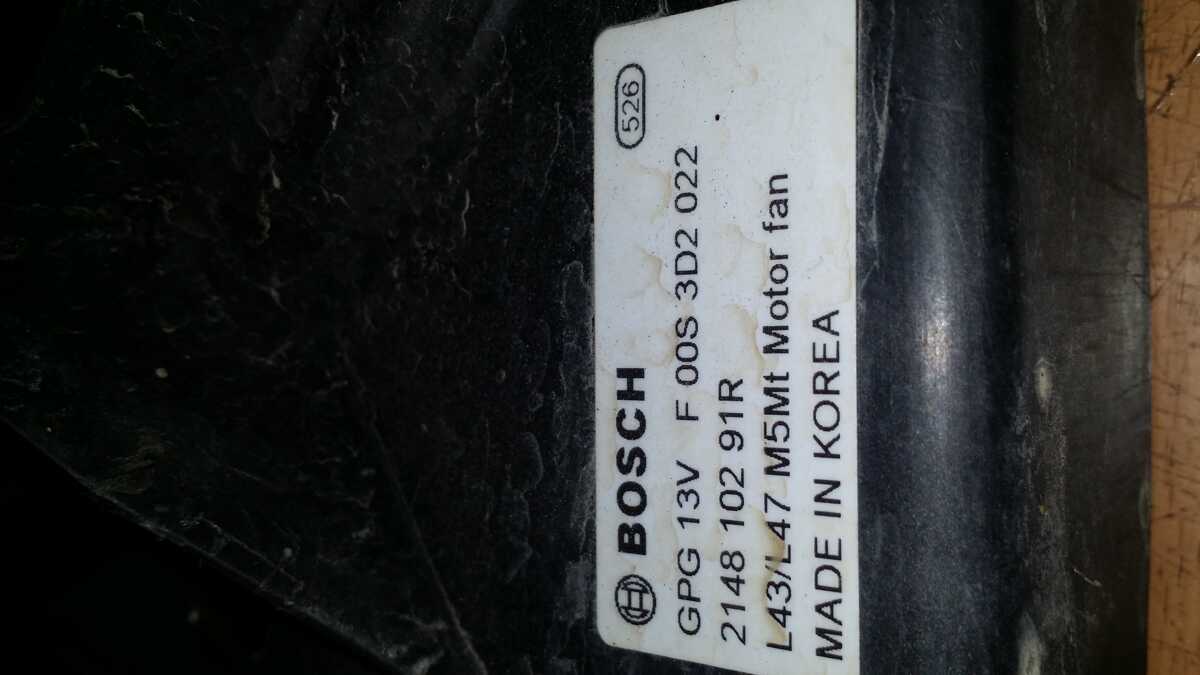 BOSCH 526
GPG 13V F 00S 3D2 022
2148 102 91R
L43/L47 M5Mt Motor fan
MADE IN KOREA